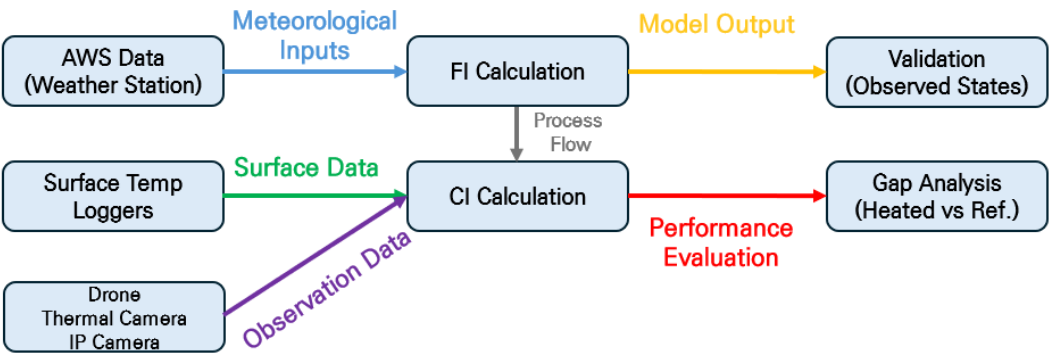 Meteorological
Inputs
Model Output
AWS Data
(Weather Station)
FI Calculation
Validation
(Observed States)
Process
Flow
Surface Data
Surface Temp
Loggers
CI Calculation
Gap Analysis
(Heated vs Ref.)
Performance
Evaluation
Observation Data
Drone
Thermal Camera
IP Camera